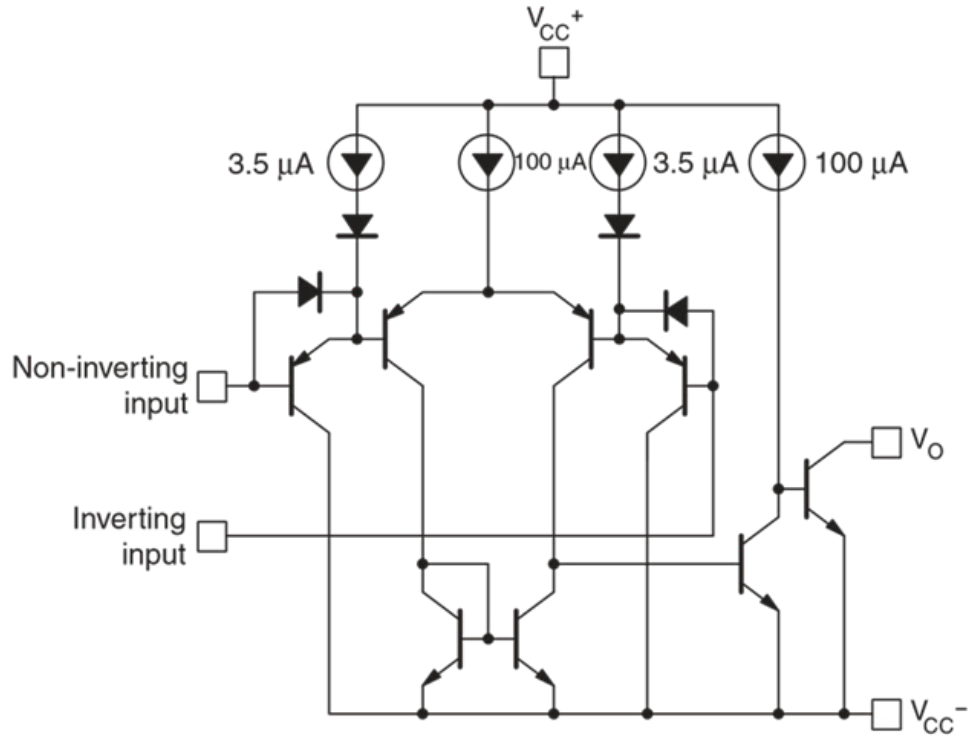 VCC+
3.5 µA
100 µA
3.5 µA
100 µA
Non-inverting
input
VO
Inverting
input
VCC−